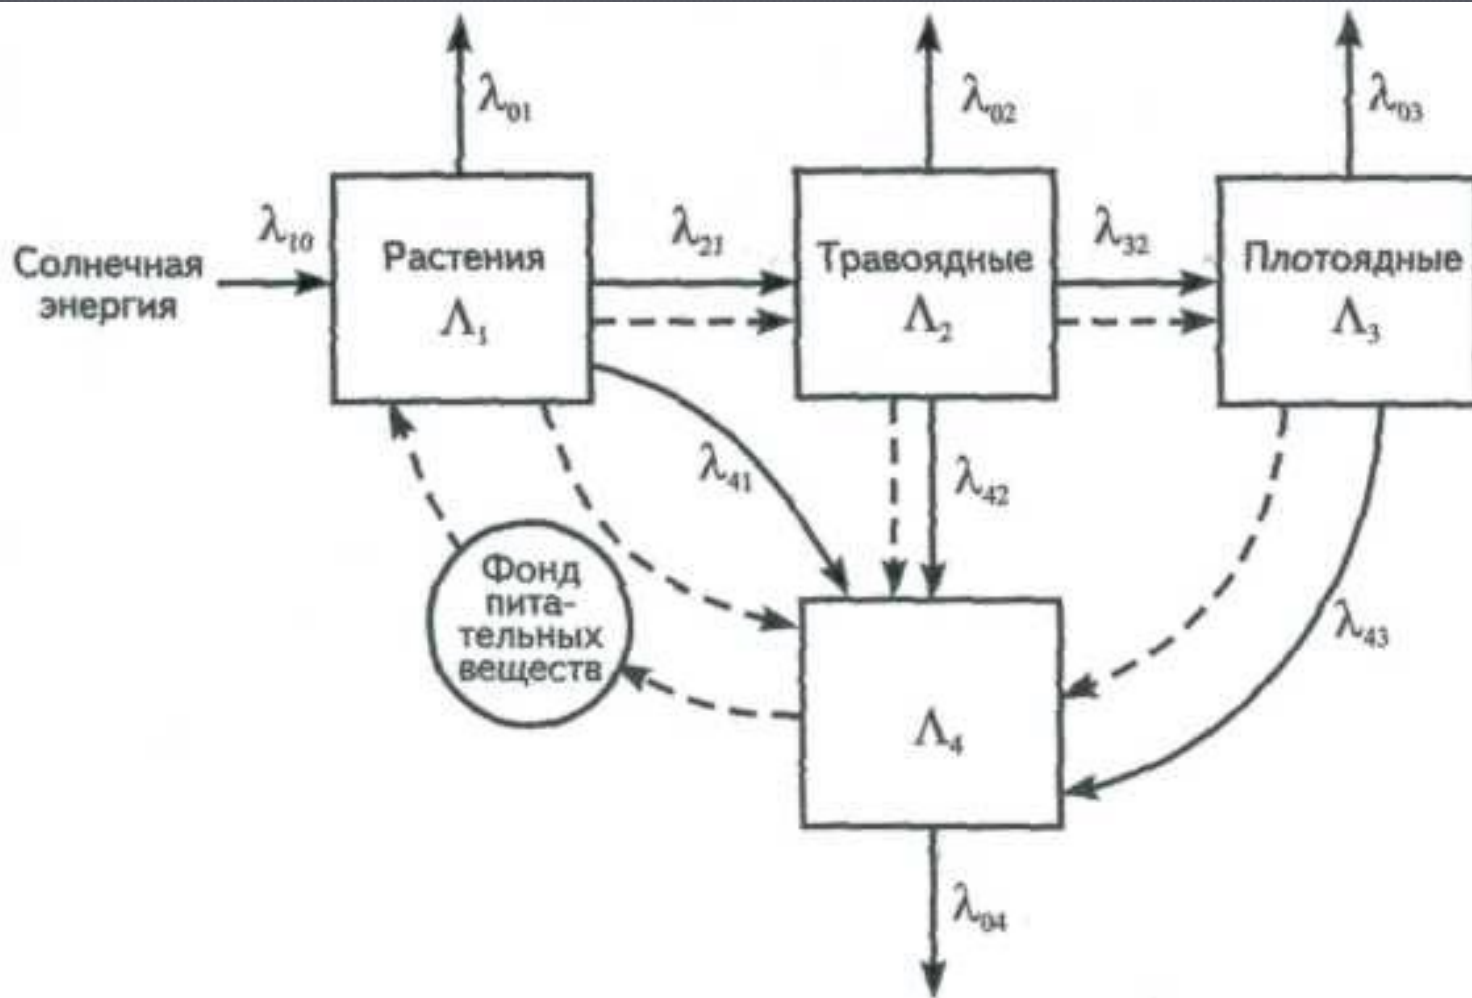 λ01
λ02
λ03
λ10
Солнечная
энергия
Растения
Λ1
λ21
Травоядные
Λ2
λ32
Плотоядные
Λ3
λ41
λ42
λ43
Фонд
пита-
тельных
веществ
Λ4
λ04